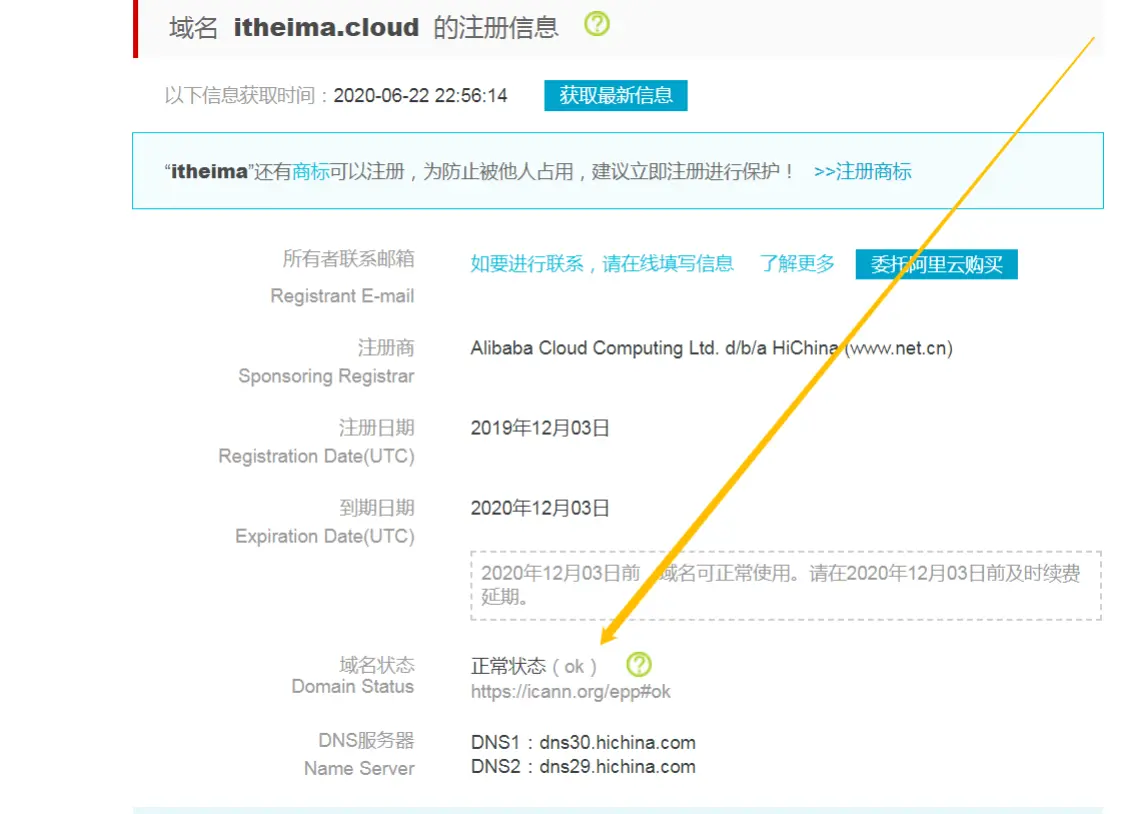 域名 itheima.cloud 的注册信息
以下信息获取时间：2020-06-22 22:56:14 获取最新信息
“itheima”还有商标可以注册，为防止被他人占用，建议立即注册进行保护！ >>注册商标
所有者联系邮箱 如要进行联系，请在线填写信息 了解更多 委托阿里云购买
Registrant E-mail
注册商 Alibaba Cloud Computing Ltd. d/b/a HiChina (www.net.cn)
Sponsoring Registrar
注册日期 2019年12月03日
Registration Date(UTC)
到期日期 2020年12月03日
Expiration Date(UTC)
2020年12月03日前，域名可正常使用。请在2020年12月03日前及时续费
延期。
域名状态 正常状态（ok）
Domain Status https://icann.org/epp#ok
DNS服务器 DNS1：dns30.hichina.com
Name Server DNS2：dns29.hichina.com